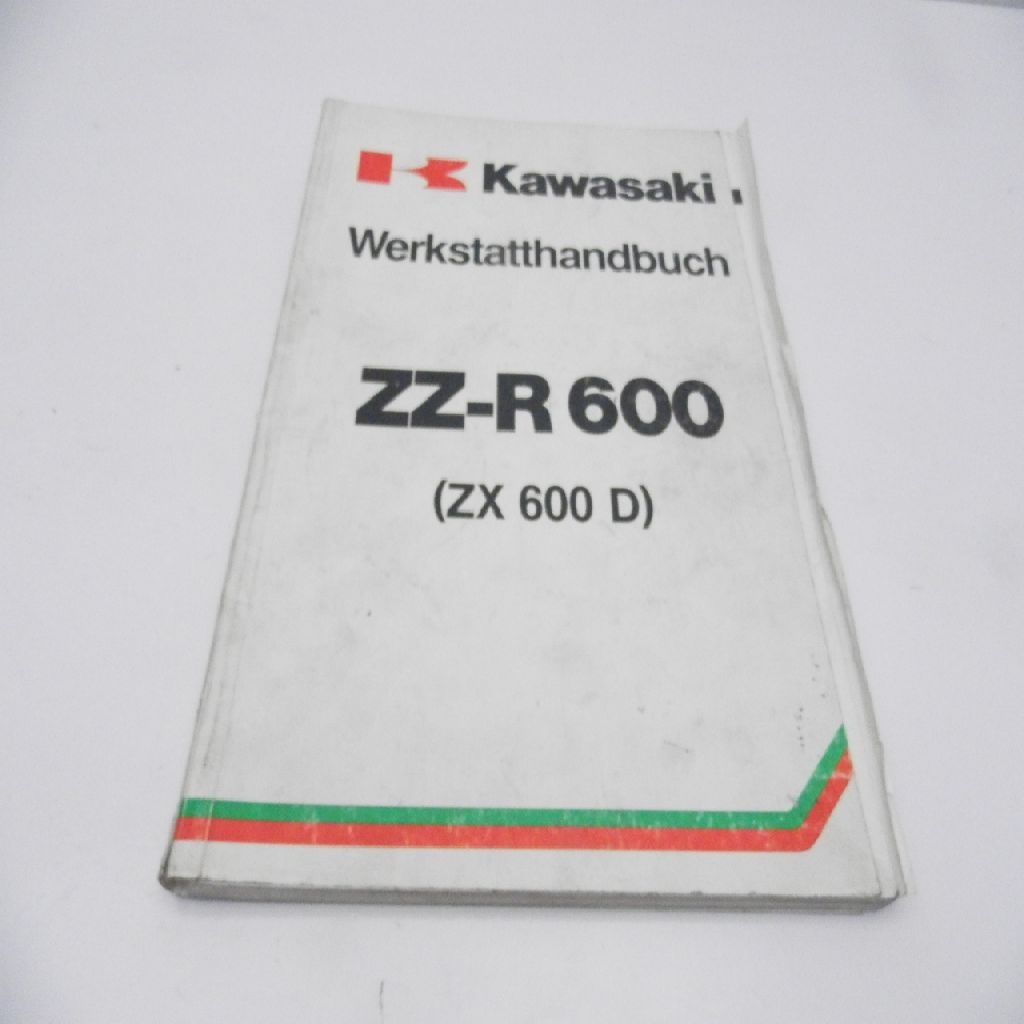 Kawasaki
Werkstatthandbuch
ZZ-R 600
(ZX 600 D)